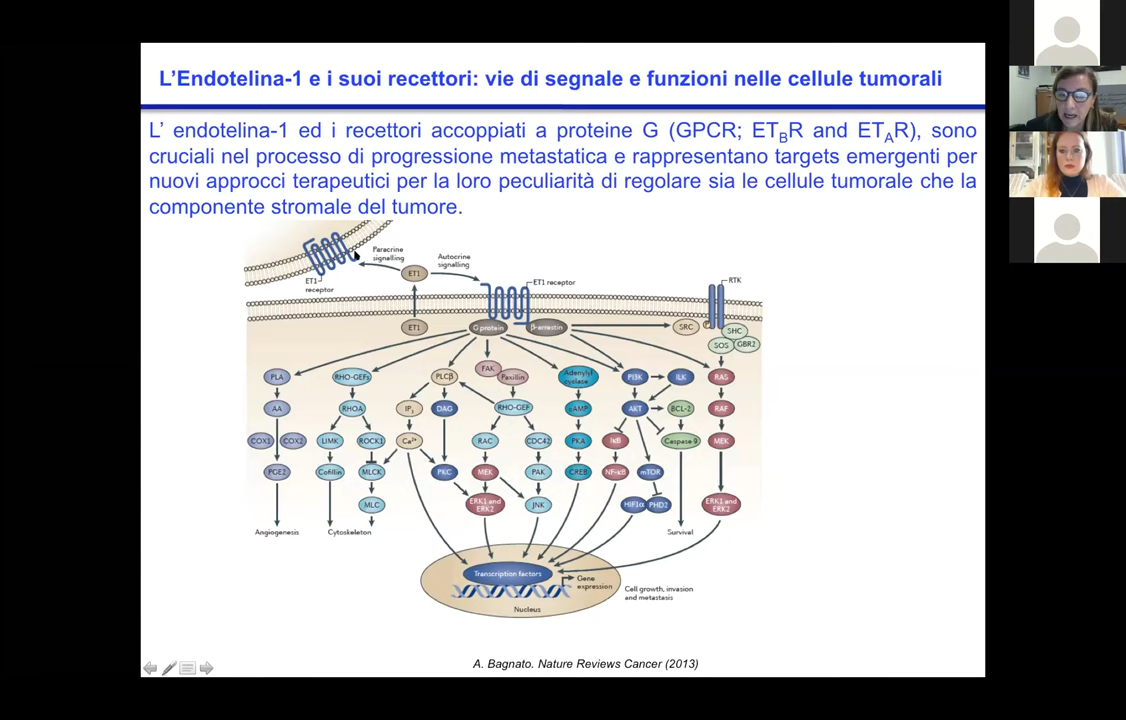 L'Endotelina-1 e i suoi recettori: vie di segnale e funzioni nelle cellule tumorali
L' endotelina-1 ed i recettori accoppiati a proteine G (GPCR; ETBR and ETAR), sono
cruciali nel processo di progressione metastatica e rappresentano targets emergenti per
nuovi approcci terapeutici per la loro peculiarità di regolare sia le cellule tumorale che la
componente stromale del tumore.
Paracrine
signalling
Autocrine
signalling
ET1
ET1
receptor
ET1 receptor
RTK
ET1
G protein
β-arrestin
SRC
P
SHC
SOS
GBR2
PLA
RHO-GEFs
PLCβ
FAK
Paxillin
Adenylyl
cyclase
PI3K
ILK
RAS
AA
RHOA
IP3
DAG
RHO-GEF
cAMP
AKT
BCL-2
RAF
COX1
COX2
LIMK
ROCK1
Ca2+
RAC
CDC42
PKA
IκB
Caspase 9
MEK
PGE2
Cofillin
MLCK
PKC
MEK
PAK
CREB
NF-κB
mTOR
MLC
ERK1 and
ERK2
JNK
HIF1α
PHD2
ERK1 and
ERK2
Angiogenesis
Cytoskeleton
Survival
Transcription factors
Gene
expression
Nucleus
Cell growth, invasion
and metastasis
A. Bagnato. Nature Reviews Cancer (2013)